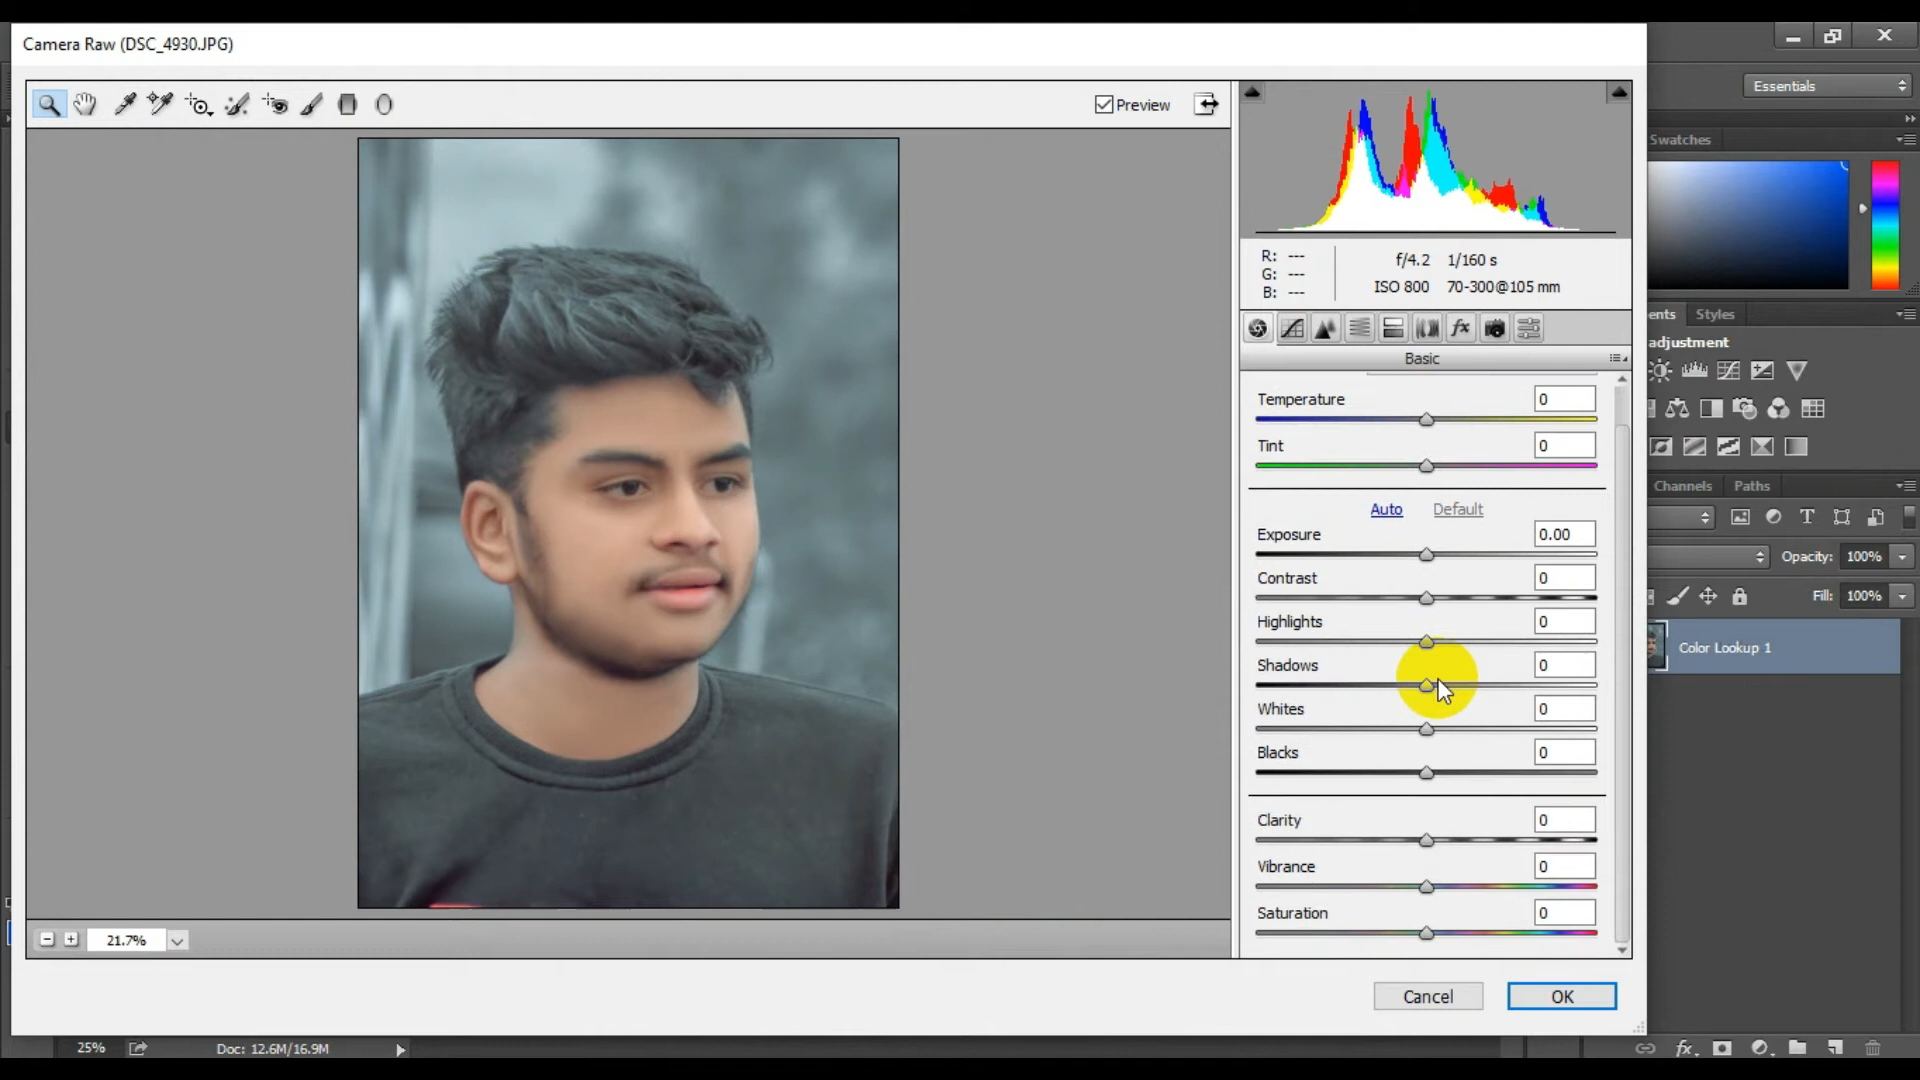 Camera Raw (DSC_4930.JPG)
Essentials
Preview
Swatches
R: ---
G: ---
B: ---
f/4.2 1/160 s
ISO 800 70-300@105 mm
ents Styles
adjustment
Basic
Temperature 0
Tint 0
Auto Default
Exposure 0.00
Contrast 0
Highlights 0
Shadows 0
Whites 0
Blacks 0
Clarity 0
Vibrance 0
Saturation 0
Channels Paths
Opacity: 100%
Fill: 100%
Color Lookup 1
21.7%
Cancel OK
25% Doc: 12.6M/16.9M
fx